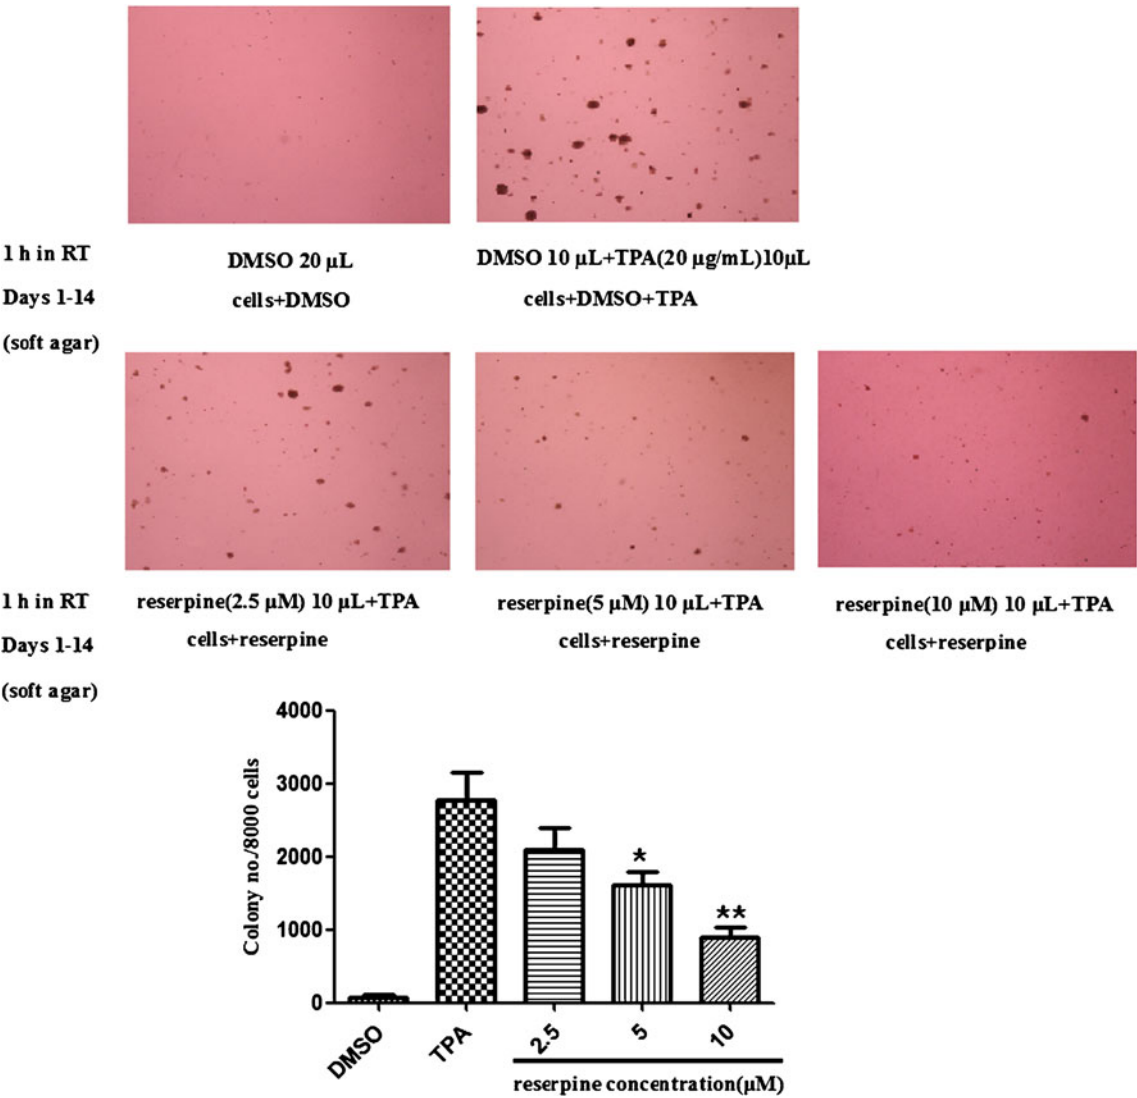 1 h in RT
DMSO 20 µL
DMSO 10 µL+TPA(20 µg/mL)10µL
Days 1-14
cells+DMSO
cells+DMSO+TPA
(soft agar)
1 h in RT
reserpine(2.5 µM) 10 µL+TPA
reserpine(5 µM) 10 µL+TPA
reserpine(10 µM) 10 µL+TPA
Days 1-14
cells+reserpine
cells+reserpine
cells+reserpine
(soft agar)
Colony no./8000 cells
4000
3000
2000
1000
0
*
**
DMSO
TPA
2.5
5
10
reserpine concentration(µM)